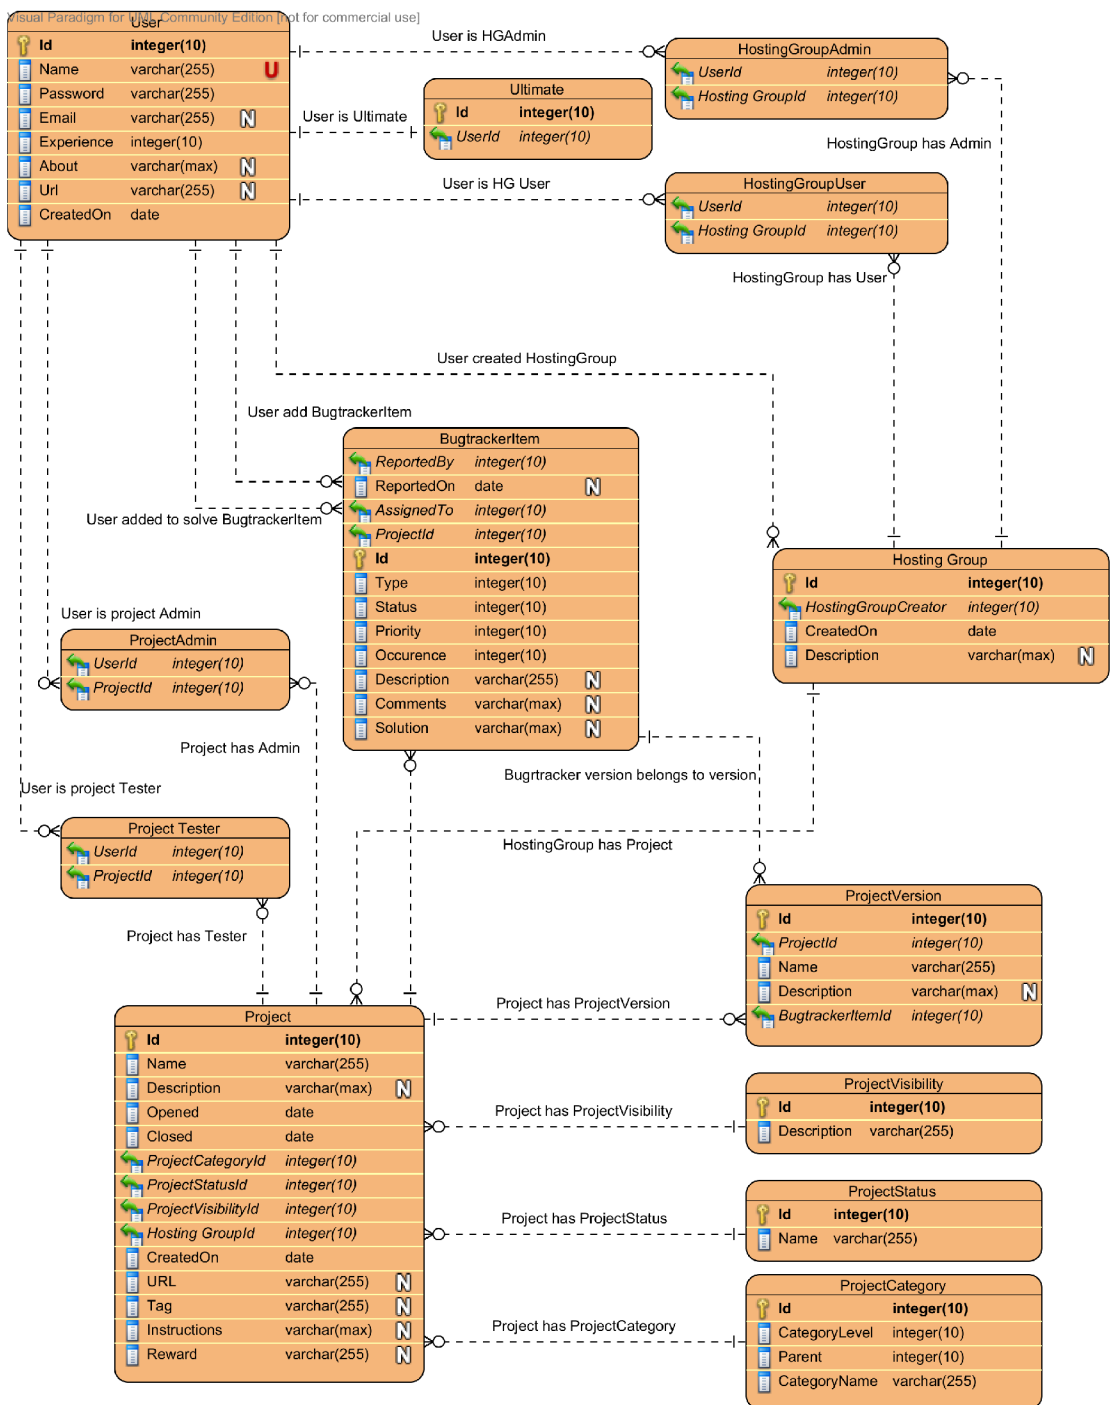 Visual Paradigm for UML Community Edition [not for commercial use]
User
Id integer(10)
Name varchar(255) U
Password varchar(255)
Email varchar(255) N
Experience integer(10)
About varchar(max) N
Url varchar(255) N
CreatedOn date
User is HGAdmin
HostingGroupAdmin
UserId integer(10)
Hosting GroupId integer(10)
Ultimate
Id integer(10)
UserId integer(10)
User is Ultimate
HostingGroup has Admin
User is HG User
HostingGroupUser
UserId integer(10)
Hosting GroupId integer(10)
HostingGroup has User
User created HostingGroup
User add BugtrackerItem
BugtrackerItem
ReportedBy integer(10)
ReportedOn date N
AssignedTo integer(10)
ProjectId integer(10)
Id integer(10)
Type integer(10)
Status integer(10)
Priority integer(10)
Occurence integer(10)
Description varchar(255) N
Comments varchar(max) N
Solution varchar(max) N
User added to solve BugtrackerItem
Hosting Group
Id integer(10)
HostingGroupCreator integer(10)
CreatedOn date
Description varchar(max) N
User is project Admin
ProjectAdmin
UserId integer(10)
ProjectId integer(10)
Project has Admin
Bugrtracker version belongs to version
User is project Tester
Project Tester
UserId integer(10)
ProjectId integer(10)
HostingGroup has Project
Project has Tester
ProjectVersion
Id integer(10)
ProjectId integer(10)
Name varchar(255)
Description varchar(max) N
BugtrackerItemId integer(10)
Project has ProjectVersion
Project
Id integer(10)
Name varchar(255)
Description varchar(max) N
Opened date
Closed date
ProjectCategoryId integer(10)
ProjectStatusId integer(10)
ProjectVisibilityId integer(10)
Hosting GroupId integer(10)
CreatedOn date
URL varchar(255) N
Tag varchar(255) N
Instructions varchar(max) N
Reward varchar(255) N
Project has ProjectVisibility
ProjectVisibility
Id integer(10)
Description varchar(255)
Project has ProjectStatus
ProjectStatus
Id integer(10)
Name varchar(255)
Project has ProjectCategory
ProjectCategory
Id integer(10)
CategoryLevel integer(10)
Parent integer(10)
CategoryName varchar(255)